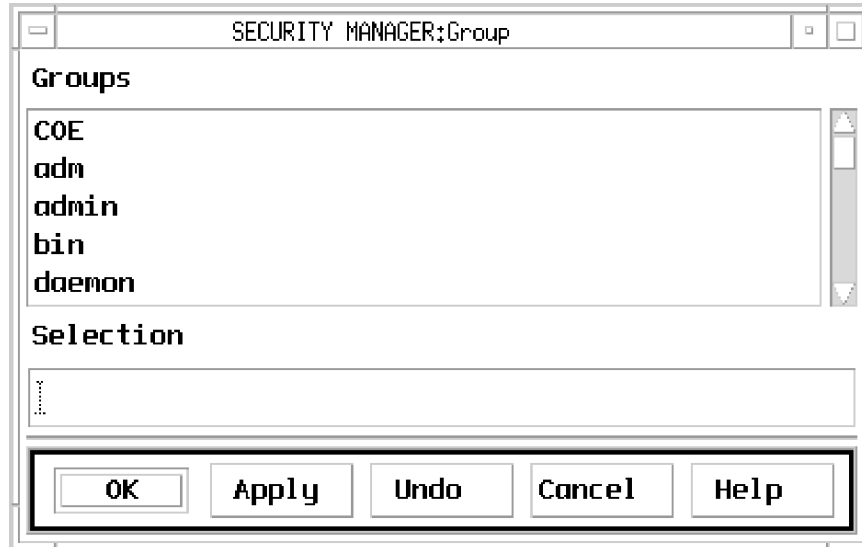 SECURITY MANAGER:Group
Groups
COE
adm
admin
bin
daemon
Selection
OK Apply Undo Cancel Help